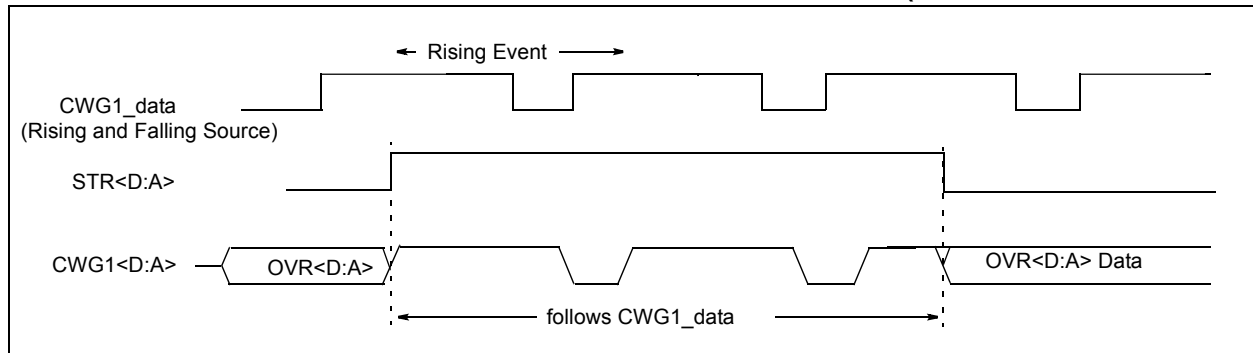 Rising Event
CWG1_data
(Rising and Falling Source)
STR<D:A>
CWG1<D:A>
OVR<D:A>
OVR<D:A> Data
follows CWG1_data